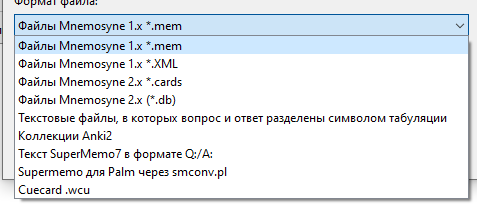 Формат файла:
Файлы Mnemosyne 1.x *.mem
Файлы Mnemosyne 1.x *.mem
Файлы Mnemosyne 1.x *.XML
Файлы Mnemosyne 2.x *.cards
Файлы Mnemosyne 2.x (*.db)
Текстовые файлы, в которых вопрос и ответ разделены символом табуляции
Коллекции Anki2
Текст SuperMemo7 в формате Q:/A:
Supermemo для Palm через smconv.pl
Cuecard .wcu